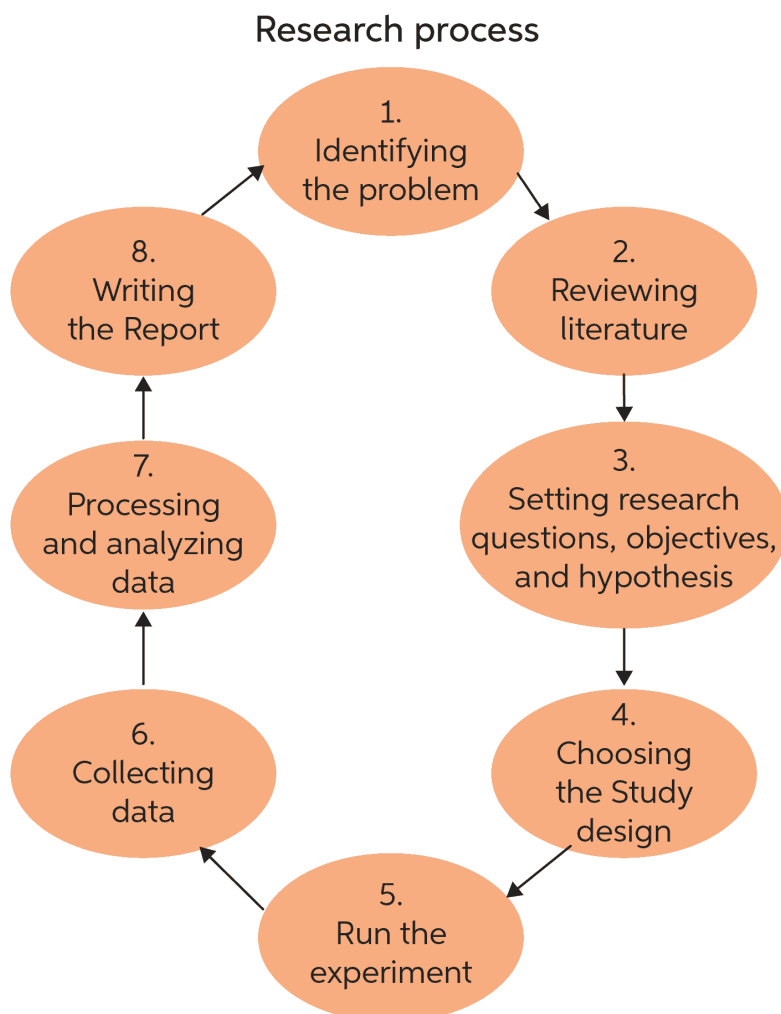 Research process
1.
Identifying
the problem
2.
Reviewing
literature
3.
Setting research
questions, objectives,
and hypothesis
4.
Choosing
the Study
design
5.
Run the
experiment
6.
Collecting
data
7.
Processing
and analyzing
data
8.
Writing
the Report